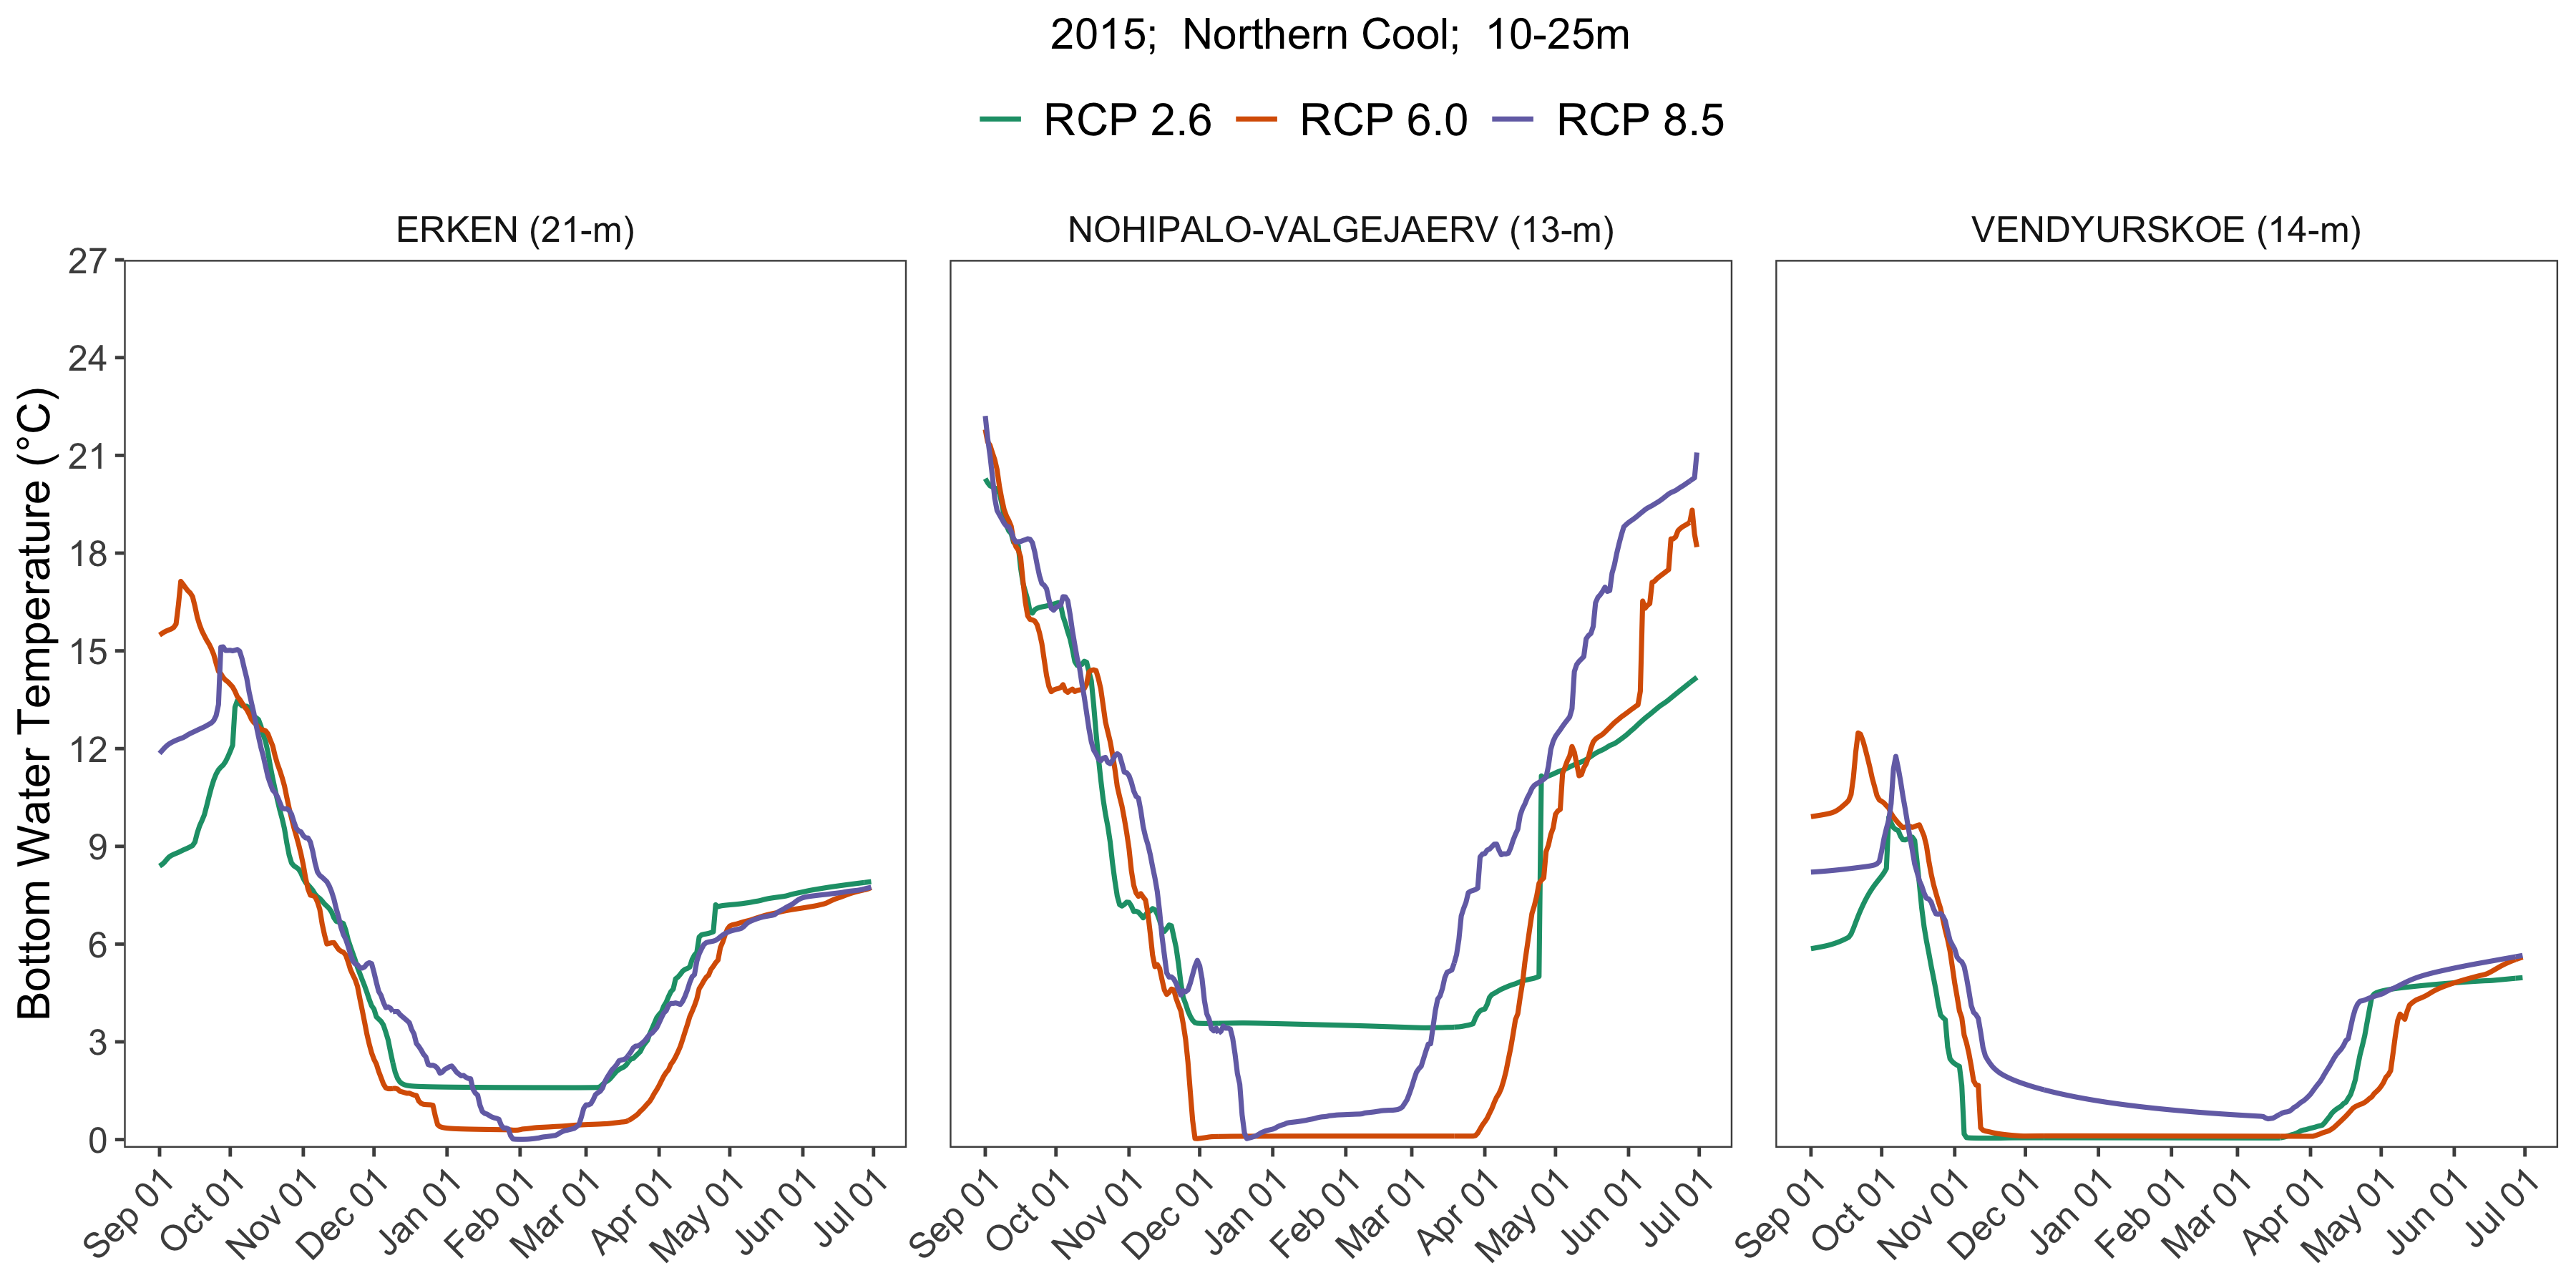 2015;  Northern Cool;  10-25m
RCP 2.6 RCP 6.0 RCP 8.5
ERKEN (21-m)
NOHIPALO-VALGEJAERV (13-m)
VENDYURSKOE (14-m)
Bottom Water Temperature (°C)
27
24
21
18
15
12
9
6
3
0
Sep 01 Oct 01 Nov 01 Dec 01 Jan 01 Feb 01 Mar 01 Apr 01 May 01 Jun 01 Jul 01
Sep 01 Oct 01 Nov 01 Dec 01 Jan 01 Feb 01 Mar 01 Apr 01 May 01 Jun 01 Jul 01
Sep 01 Oct 01 Nov 01 Dec 01 Jan 01 Feb 01 Mar 01 Apr 01 May 01 Jun 01 Jul 01